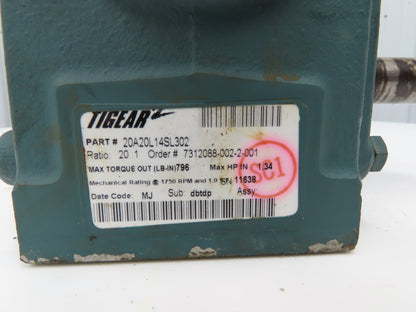 TIGEAR
PART # 20A20L14SL302
Ratio: 20 1 Order # 7312088-002-2-001
MAX TORQUE OUT (LB-IN) 796 Max HP IN 1.34
Mechanical Rating @ 1750 RPM and 1.0 SF 11638
Date Code: MJ Sub: dbtdp Assy: